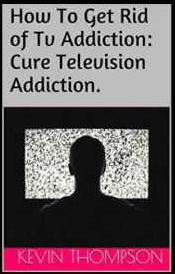 How To Get Rid
of Tv Addiction:
Cure Television
Addiction.
KEVIN THOMPSON